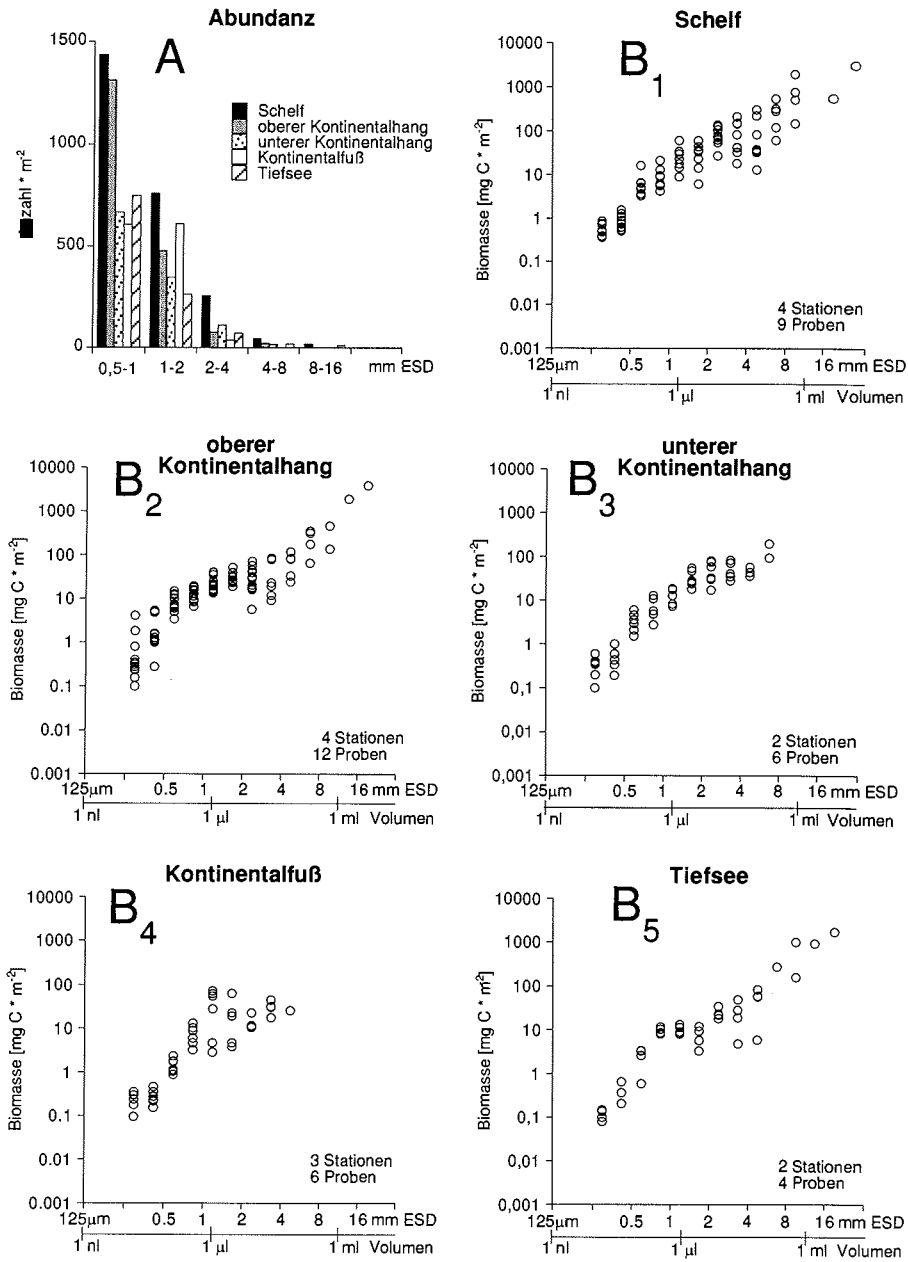 Abundanz
A
1500
1000
500
0
zahl * m-2
Schelf
oberer Kontinentalhang
unterer Kontinentalhang
Kontinentalfuß
Tiefsee
0,5-1 1-2 2-4 4-8 8-16 mm ESD
Schelf
B1
10000
1000
100
10
1
0.1
0.01
0.001
Biomasse [mg C * m-2]
4 Stationen
9 Proben
125µm 0.5 1 2 4 8 16 mm ESD
1 nl 1 µl 1 ml Volumen
oberer
Kontinentalhang
B2
10000
1000
100
10
1
0.1
0.01
0.001
Biomasse [mg C * m-2]
4 Stationen
12 Proben
125µm 0.5 1 2 4 8 16 mm ESD
1 nl 1 µl 1 ml Volumen
unterer
Kontinentalhang
B3
10000
1000
100
10
1
0,1
0,01
0,001
Biomasse [mg C * m-2]
2 Stationen
6 Proben
125µm 0.5 1 2 4 8 16 mm ESD
1 nl 1 µl 1 ml Volumen
Kontinentalfuß
B4
10000
1000
100
10
1
0.1
0.01
0.001
Biomasse [mg C * m-2]
3 Stationen
6 Proben
125µm 0.5 1 2 4 8 16 mm ESD
1 nl 1 µl 1 ml Volumen
Tiefsee
B5
10000
1000
100
10
1
0,1
0,01
0,001
Biomasse [mg C * m-2]
2 Stationen
4 Proben
125µm 0.5 1 2 4 8 16 mm ESD
1 nl 1 µl 1 ml Volumen